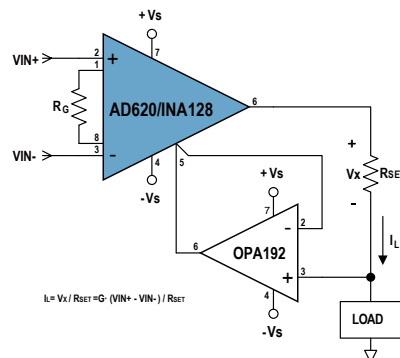 +Vs
VIN+
2
+
7
1
RG
AD620/INA128
6
8
VIN-
3
-
4
5
-Vs
+
Vx
RSET
-
+Vs
7
-
2
IL
6
OPA192
+
3
4
-Vs
LOAD
IL= Vx / RSET =G· (VIN+ - VIN- ) / RSET